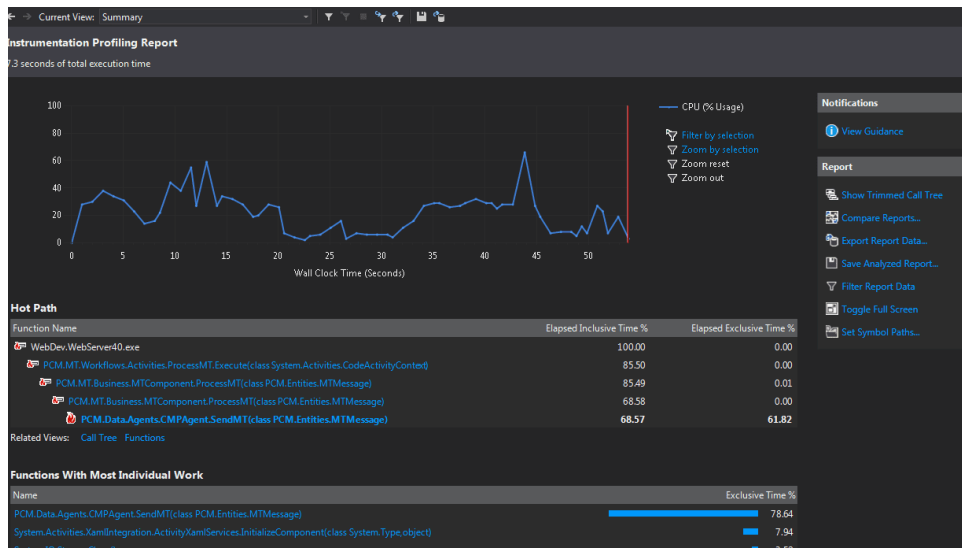 Current View: Summary
Instrumentation Profiling Report
7.3 seconds of total execution time
100
80
60
40
20
0
0 5 10 15 20 25 30 35 40 45 50
Wall Clock Time (Seconds)
CPU (% Usage)
Filter by selection
Zoom by selection
Zoom reset
Zoom out
Notifications
View Guidance
Report
Show Trimmed Call Tree
Compare Reports...
Export Report Data...
Save Analyzed Report...
Filter Report Data
Toggle Full Screen
Set Symbol Paths...
Hot Path
Function Name Elapsed Inclusive Time % Elapsed Exclusive Time %
WebDev.WebServer40.exe 100.00 0.00
PCM.MT.Workflows.Activities.ProcessMT.Execute(class System.Activities.CodeActivityContext) 85.50 0.00
PCM.MT.Business.MTComponent.ProcessMT(class PCM.Entities.MTMessage) 85.49 0.01
PCM.MT.Business.MTComponent.ProcessMT(class PCM.Entities.MTMessage) 68.58 0.00
PCM.Data.Agents.CMPAgent.SendMT(class PCM.Entities.MTMessage) 68.57 61.82
Related Views: Call Tree Functions
Functions With Most Individual Work
Name Exclusive Time %
PCM.Data.Agents.CMPAgent.SendMT(class PCM.Entities.MTMessage) 78.64
System.Activities.XamlIntegration.ActivityXamlServices.InitializeComponent(class System.Type,object) 7.94